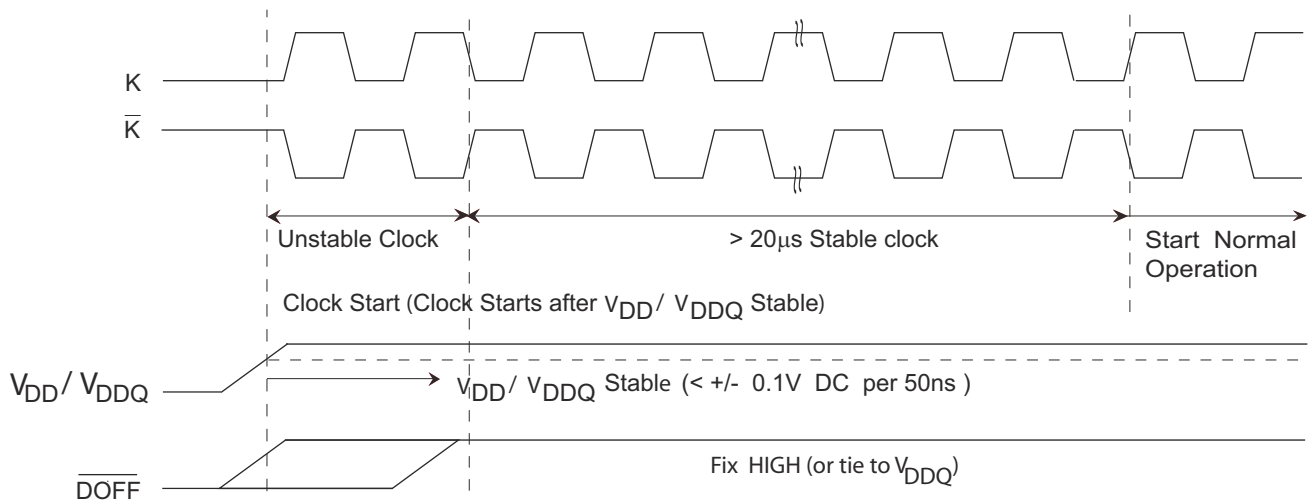 K
K̅
Unstable Clock
> 20μs Stable clock
Start Normal
Operation
Clock Start (Clock Starts after VDD / VDDQ Stable)
VDD / VDDQ
VDD / VDDQ Stable (< +/- 0.1V DC per 50ns )
Fix HIGH (or tie to VDDQ)
D̅O̅F̅F̅